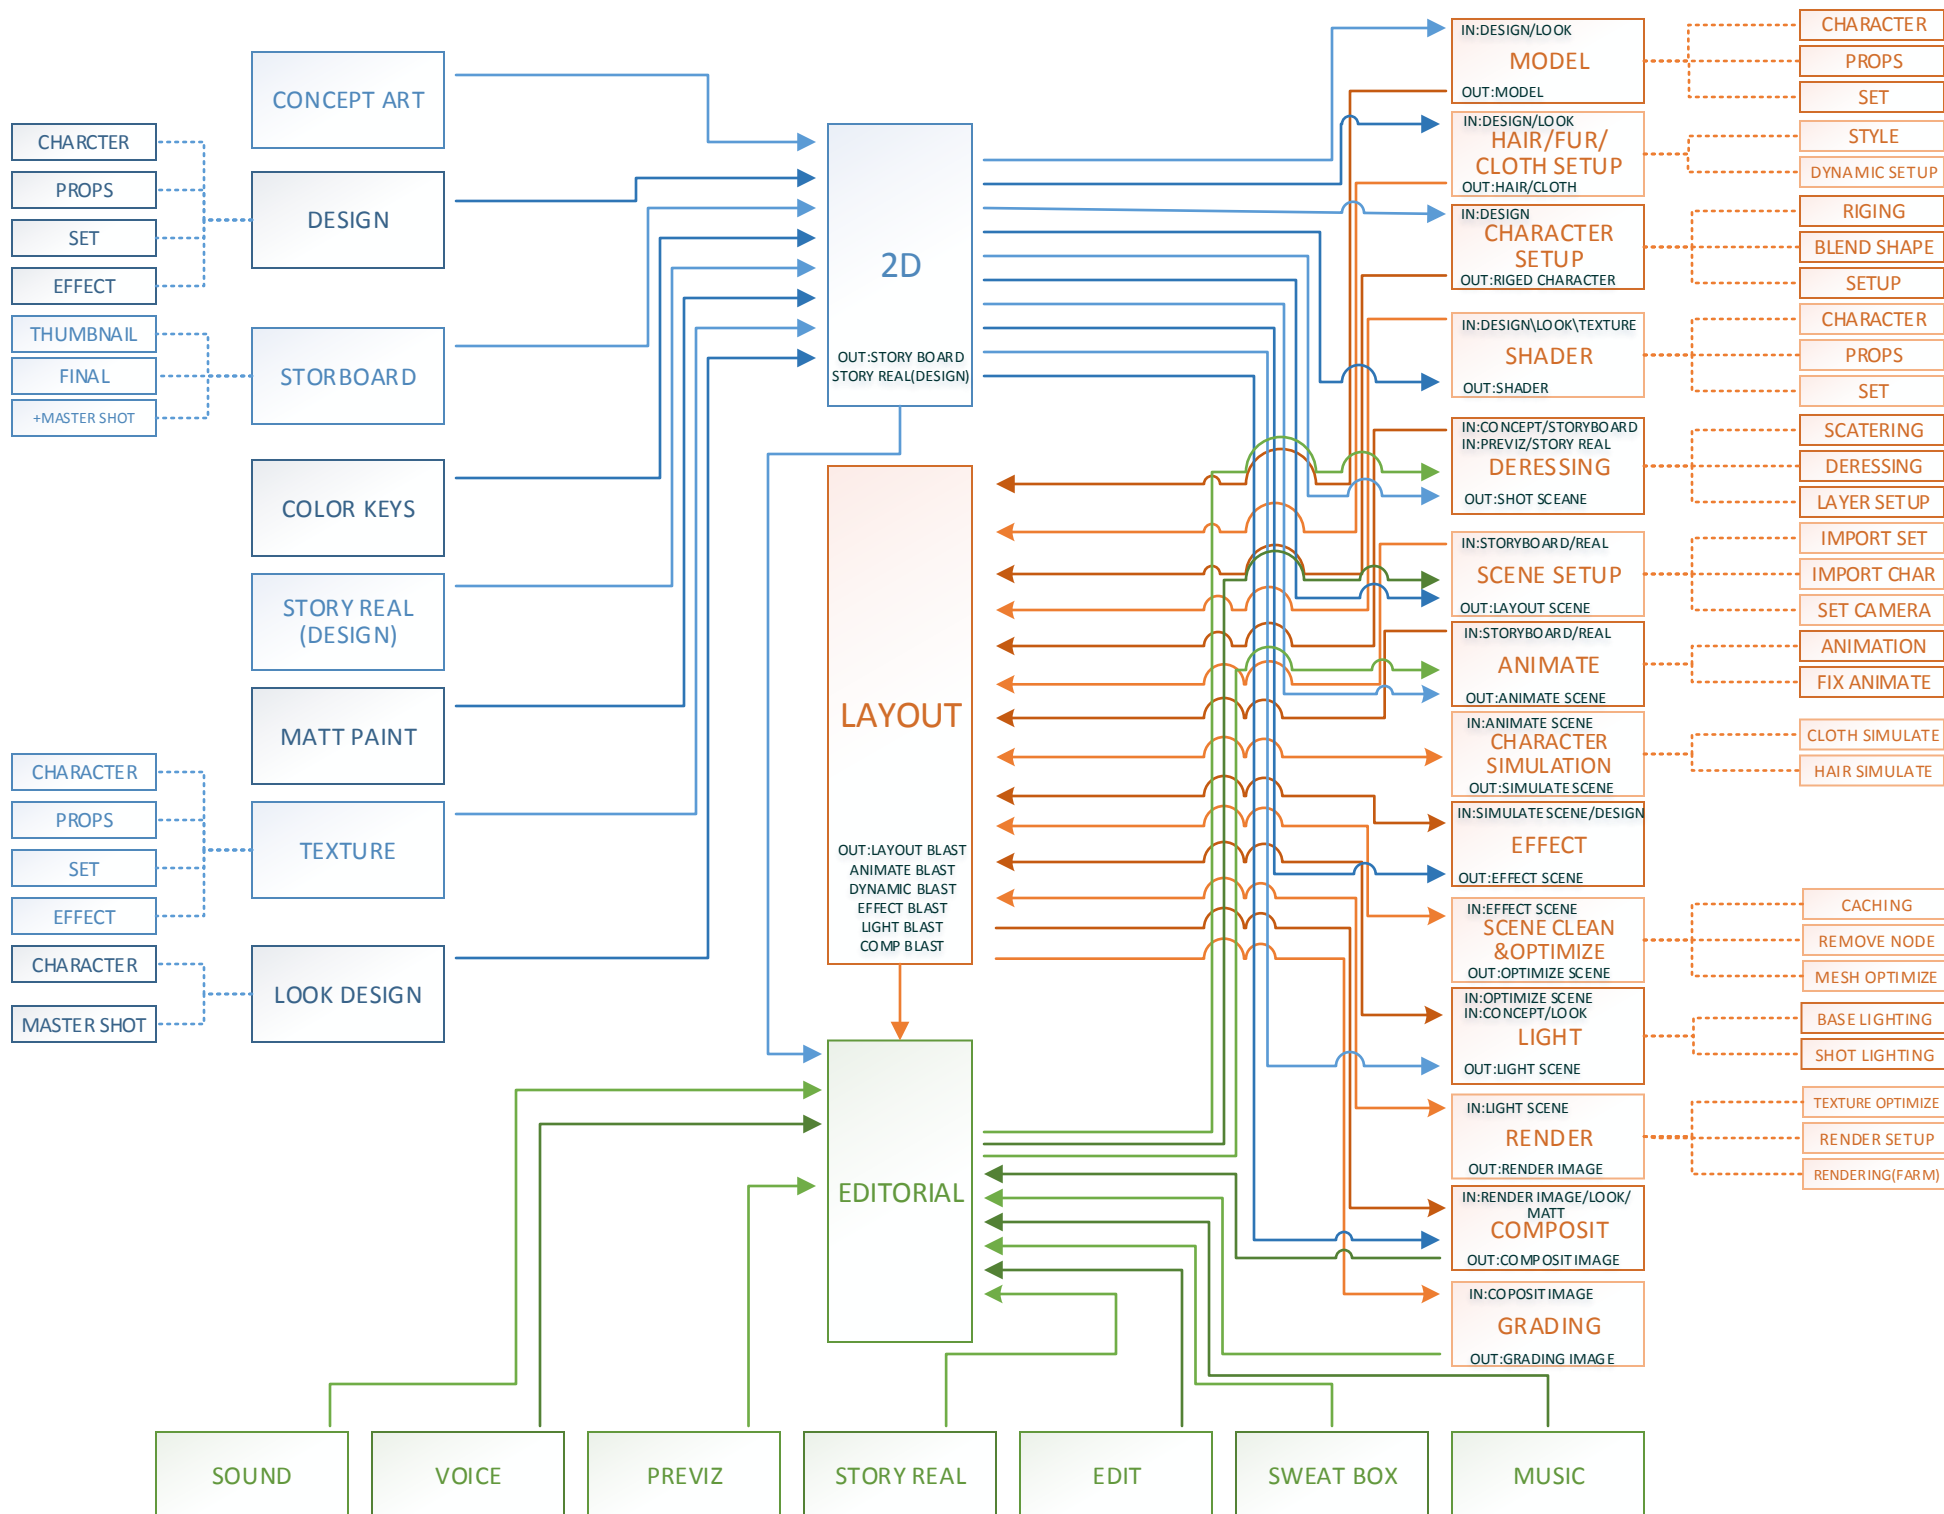 CONCEPT ART
CHARCTER
PROPS
SET
EFFECT
DESIGN
THUMBNAIL
FINAL
+MASTER SHOT
STORBOARD
COLOR KEYS
STORY REAL
(DESIGN)
MATT PAINT
CHARACTER
PROPS
SET
EFFECT
TEXTURE
CHARACTER
MASTER SHOT
LOOK DESIGN
2D
OUT:STORY BOARD
STORY REAL(DESIGN)
LAYOUT
OUT:LAYOUT BLAST
ANIMATE BLAST
DYNAMIC BLAST
EFFECT BLAST
LIGHT BLAST
COMP BLAST
EDITORIAL
IN:DESIGN/LOOK
MODEL
OUT:MODEL
CHARACTER
PROPS
SET
IN:DESIGN/LOOK
HAIR/FUR/
CLOTH SETUP
OUT:HAIR/CLOTH
STYLE
DYNAMIC SETUP
IN:DESIGN
CHARACTER
SETUP
OUT:RIGED CHARACTER
RIGING
BLEND SHAPE
SETUP
IN:DESIGN\LOOK\TEXTURE
SHADER
OUT:SHADER
CHARACTER
PROPS
SET
IN:CONCEPT/STORYBOARD
IN:PREVIZ/STORY REAL
DERESSING
OUT:SHOT SCEANE
SCATERING
DERESSING
LAYER SETUP
IN:STORYBOARD/REAL
SCENE SETUP
OUT:LAYOUT SCENE
IMPORT SET
IMPORT CHAR
SET CAMERA
IN:STORYBOARD/REAL
ANIMATE
OUT:ANIMATE SCENE
ANIMATION
FIX ANIMATE
IN:ANIMATE SCENE
CHARACTER
SIMULATION
OUT:SIMULATE SCENE
CLOTH SIMULATE
HAIR SIMULATE
IN:SIMULATE SCENE/DESIGN
EFFECT
OUT:EFFECT SCENE
IN:EFFECT SCENE
SCENE CLEAN
&OPTIMIZE
OUT:OPTIMIZE SCENE
CACHING
REMOVE NODE
MESH OPTIMIZE
IN:OPTIMIZE SCENE
IN:CONCEPT/LOOK
LIGHT
OUT:LIGHT SCENE
BASE LIGHTING
SHOT LIGHTING
IN:LIGHT SCENE
RENDER
OUT:RENDER IMAGE
TEXTURE OPTIMIZE
RENDER SETUP
RENDERING(FARM)
IN:RENDER IMAGE/LOOK/
MATT
COMPOSIT
OUT:COMPOSIT IMAGE
IN:COPOSIT IMAGE
GRADING
OUT:GRADING IMAGE
SOUND
VOICE
PREVIZ
STORY REAL
EDIT
SWEAT BOX
MUSIC